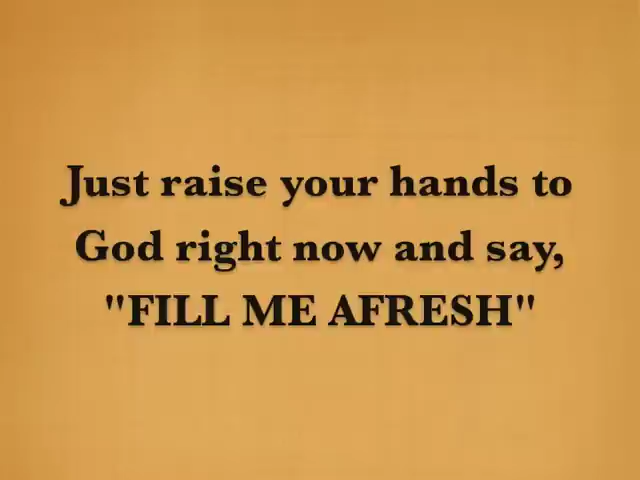 Just raise your hands to
God right now and say,
"FILL ME AFRESH"